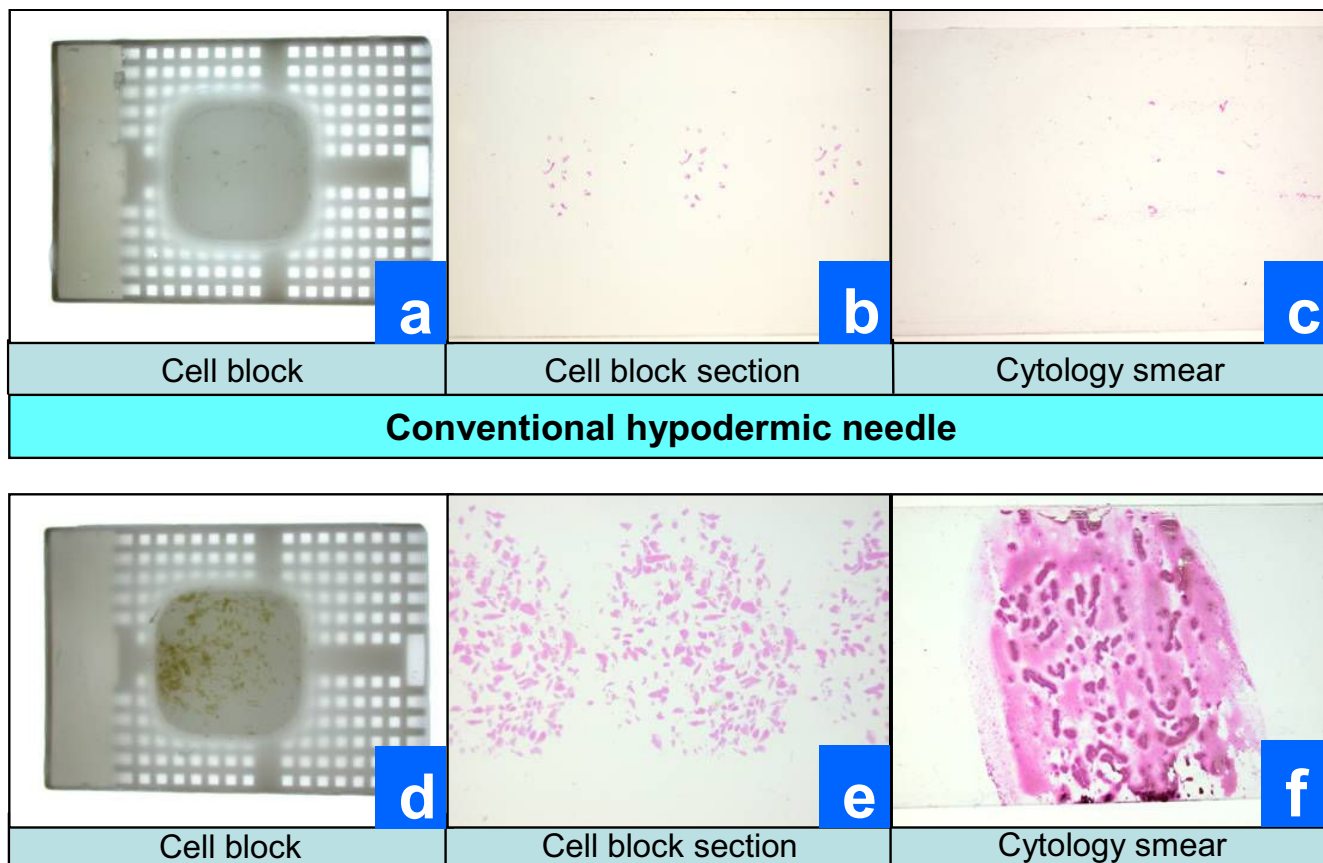 a b c
Cell block Cell block section Cytology smear
Conventional hypodermic needle
d e f
Cell block Cell block section Cytology smear